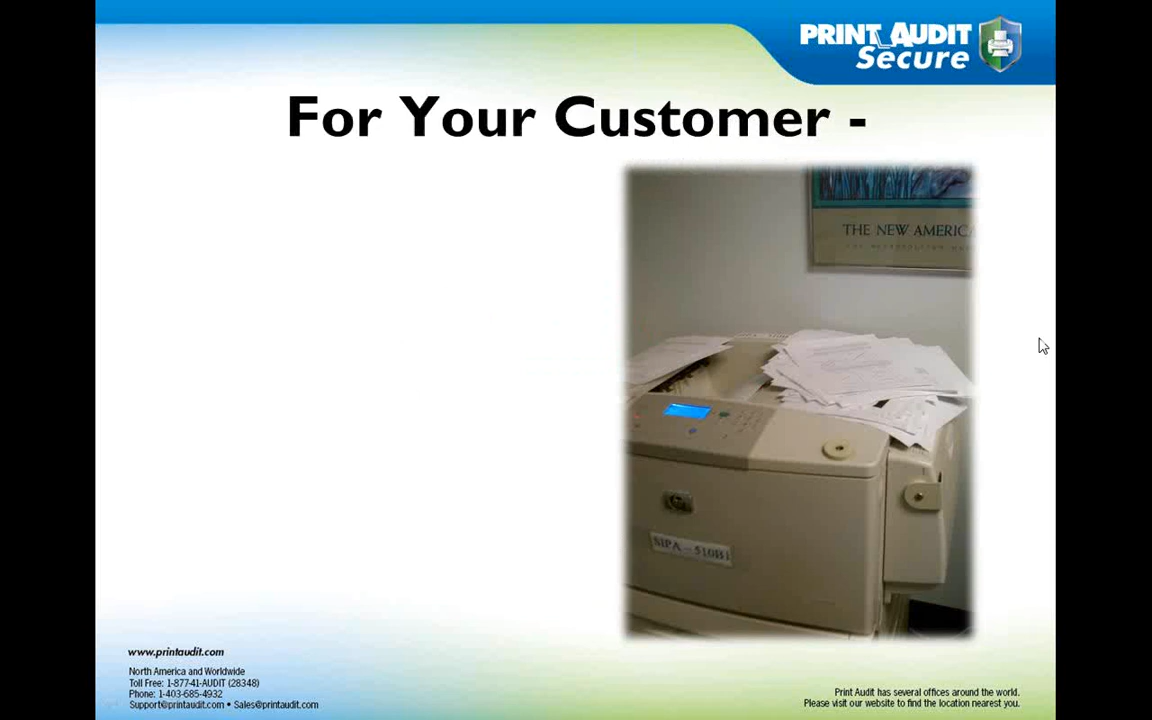 PRINT AUDIT
Secure
For Your Customer -
THE NEW AMERICA
SIPA - 510B1
www.printaudit.com
North America and Worldwide
Toll Free: 1-877-41-AUDIT (28348)
Phone: 1-403-685-4932
Support@printaudit.com • Sales@printaudit.com
Print Audit has several offices around the world.
Please visit our website to find the location nearest you.